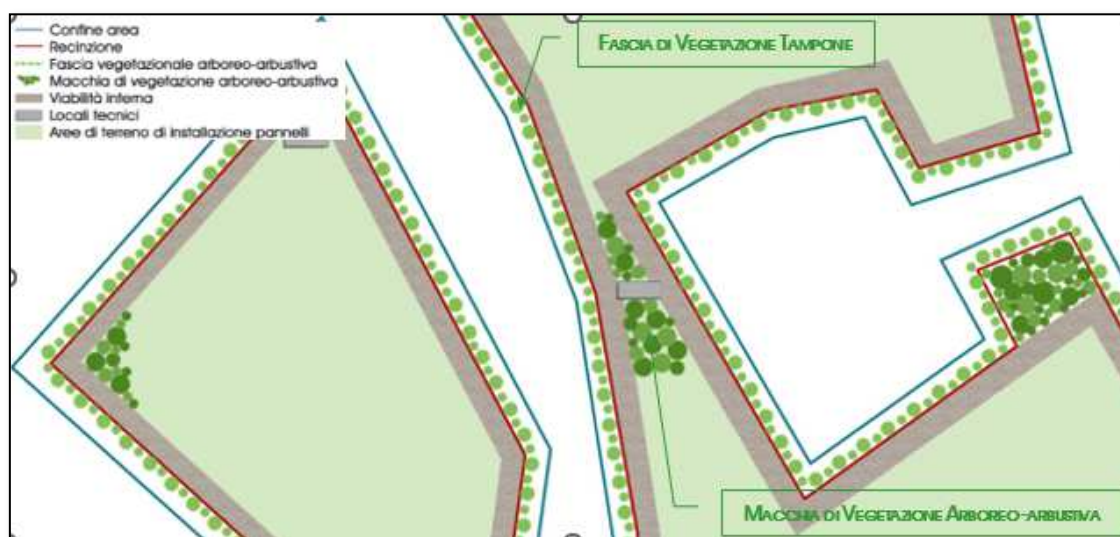 Confine area
Recinzione
Fascia vegetazionale arboreo-arbustiva
Macchia di vegetazione arboreo-arbustiva
Viabilità interna
Locali tecnici
Aree di terreno di installazione pannelli
FASCIA DI VEGETAZIONE TAMPONE
MACCHIA DI VEGETAZIONE ARBOREO-ARBUSTIVA